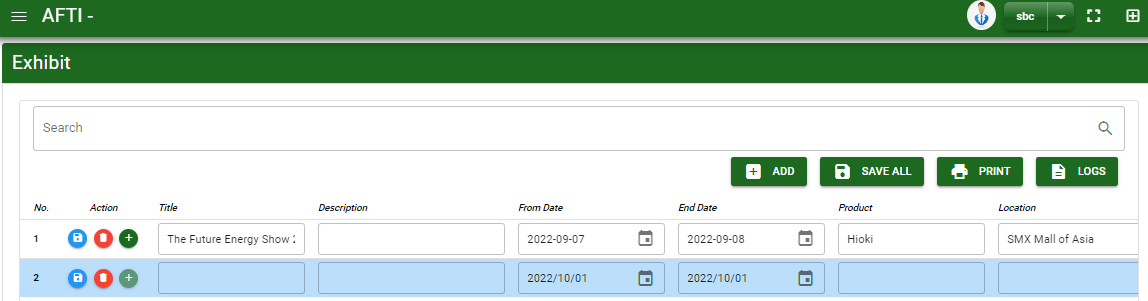 AFTI -
sbc
Exhibit
Search
ADD SAVE ALL PRINT LOGS
No. Action Title Description From Date End Date Product Location
1 The Future Energy Show 2022-09-07 2022-09-08 Hioki SMX Mall of Asia
2 2022/10/01 2022/10/01